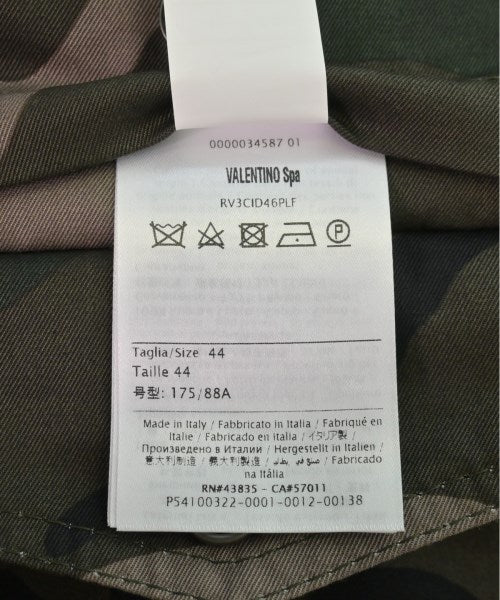 0000034587 01
VALENTINO Spa
RV3CID46PLF
P
Taglia/Size 44
Taille 44
号型: 175/88A
Made in Italy / Fabbricato in Italia / Fabriqué en
Italie / Fabricado en italia / イタリア製 /
Произведено в Италии / Hergestellt in Italien /
意大利制造 / 義大利製造 / صنع في إيطاليا / Fabricado
na Itália
RN#43835 - CA#57011
P54100322-0001-0012-00138